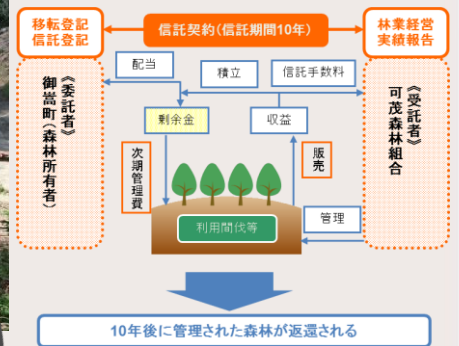 移転登記
信託登記
信託契約(信託期間10年)
林業経営
実績報告
配当
積立
信託手数料
《委託者》
御嵩町(森林所有者)
剰余金
収益
《受託者》
可茂森林組合
次期管理費
販売
利用間伐等
管理
10年後に管理された森林が返還される